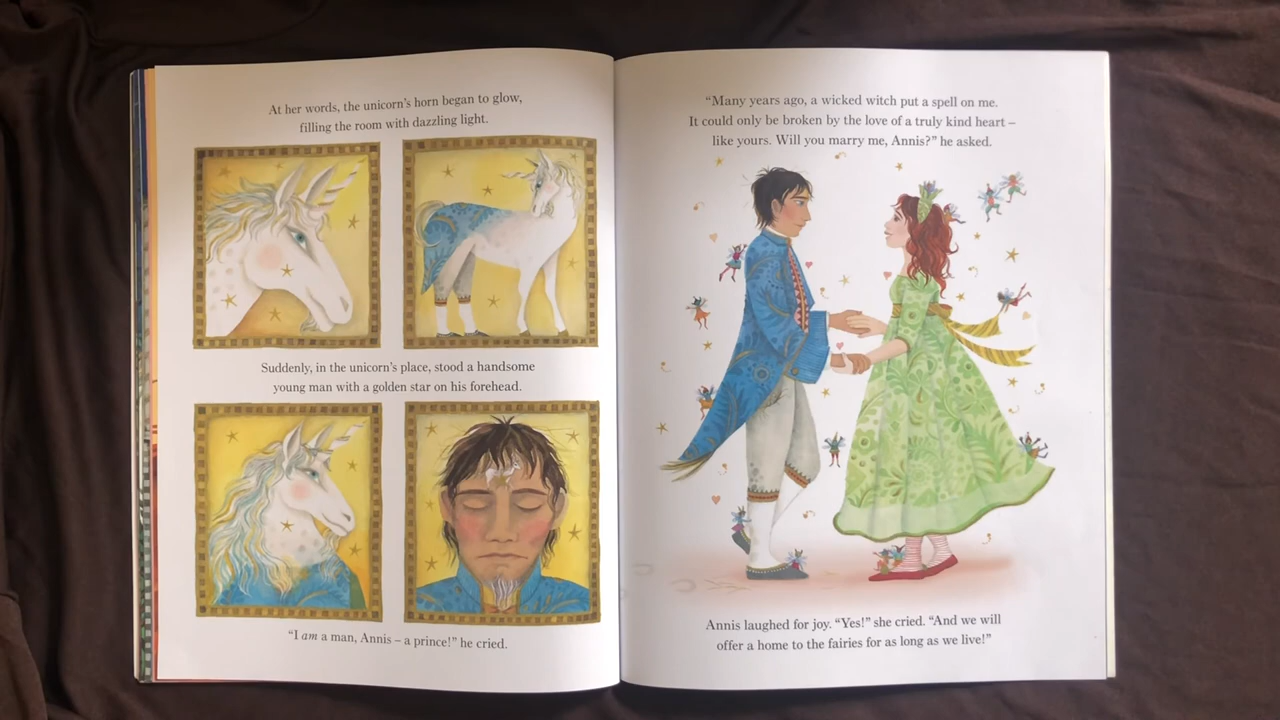 At her words, the unicorn’s horn began to glow,
filling the room with dazzling light.
Suddenly, in the unicorn’s place, stood a handsome
young man with a golden star on his forehead.
“I am a man, Annis – a prince!” he cried.
“Many years ago, a wicked witch put a spell on me.
It could only be broken by the love of a truly kind heart –
like yours. Will you marry me, Annis?” he asked.
Annis laughed for joy. “Yes!” she cried. “And we will
offer a home to the fairies for as long as we live!”